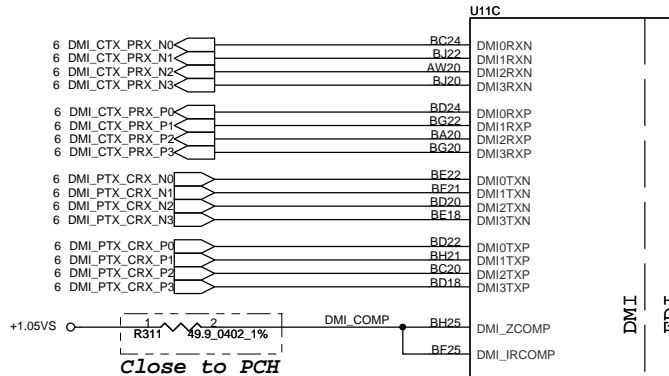 U11C
6 DMI_CTX_PRX_N0 BC24 DMI0RXN
6 DMI_CTX_PRX_N1 BJ22 DMI1RXN
6 DMI_CTX_PRX_N2 AW20 DMI2RXN
6 DMI_CTX_PRX_N3 BJ20 DMI3RXN
6 DMI_CTX_PRX_P0 BD24 DMI0RXP
6 DMI_CTX_PRX_P1 BG22 DMI1RXP
6 DMI_CTX_PRX_P2 BA20 DMI2RXP
6 DMI_CTX_PRX_P3 BG20 DMI3RXP
6 DMI_PTX_CRX_N0 BE22 DMI0TXN
6 DMI_PTX_CRX_N1 BF21 DMI1TXN
6 DMI_PTX_CRX_N2 BD20 DMI2TXN
6 DMI_PTX_CRX_N3 BE18 DMI3TXN
6 DMI_PTX_CRX_P0 BD22 DMI0TXP
6 DMI_PTX_CRX_P1 BH21 DMI1TXP
6 DMI_PTX_CRX_P2 BC20 DMI2TXP
6 DMI_PTX_CRX_P3 BD18 DMI3TXP
+1.05VS 1 2 DMI_COMP BH25 DMI_ZCOMP
R311 49.9_0402_1%
BF25 DMI_IRCOMP
Close to PCH
DMI
FDI